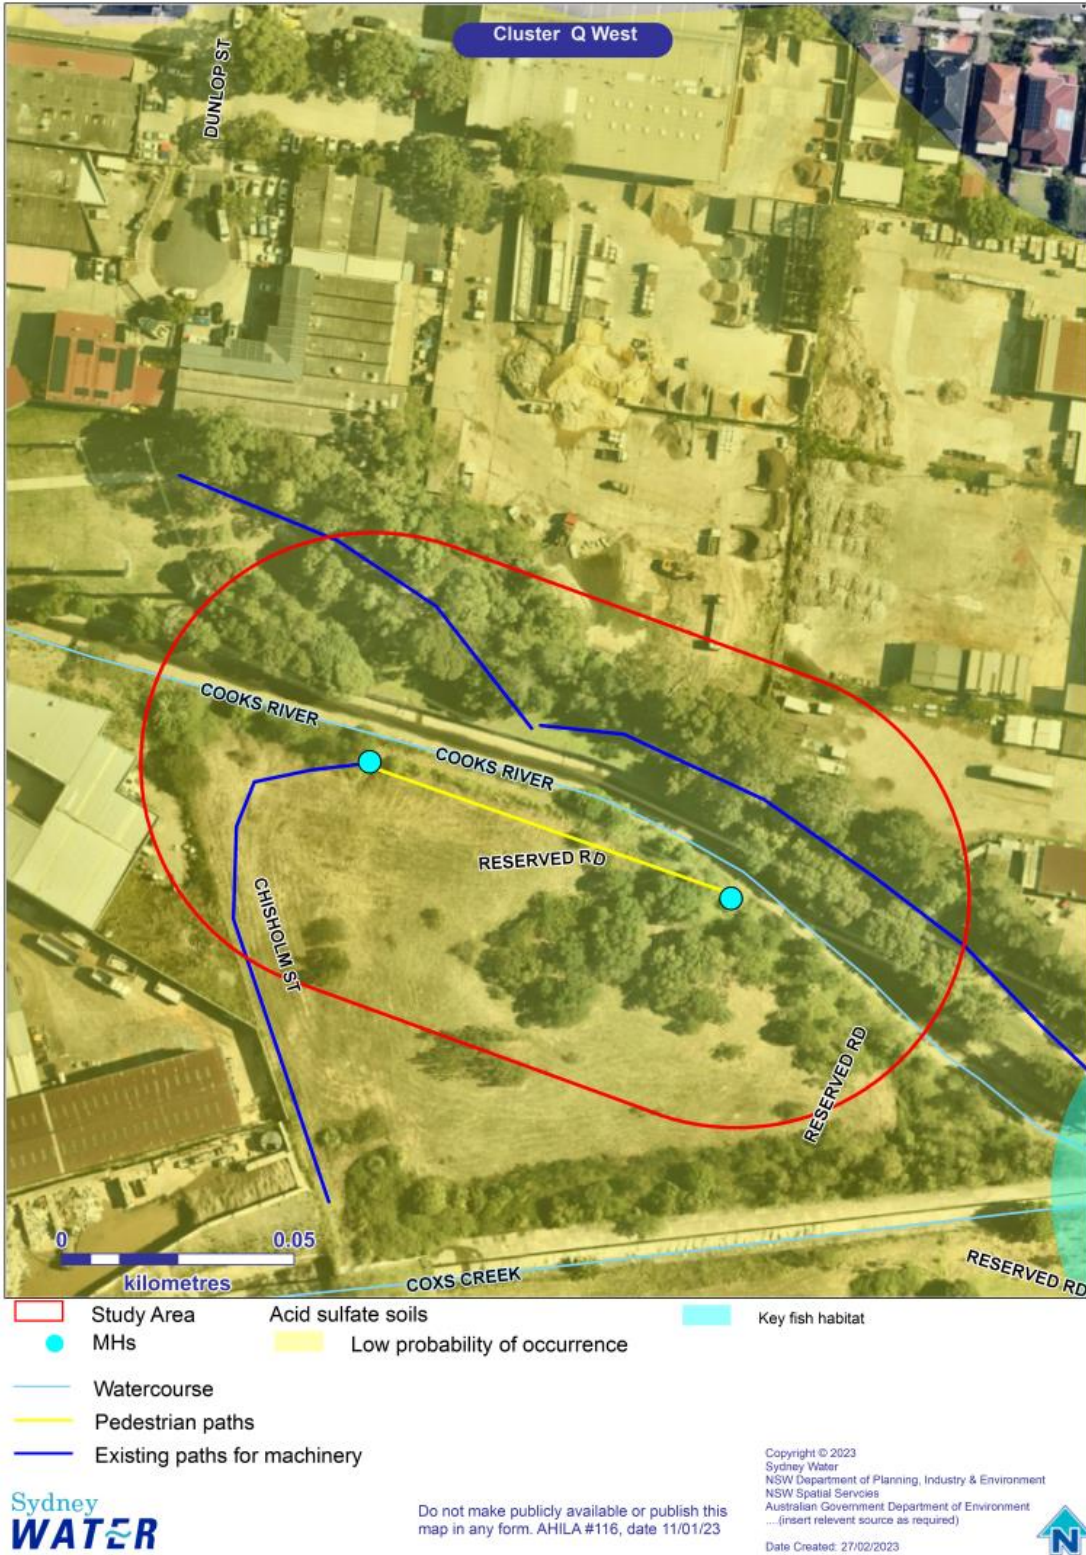 Cluster Q West
DUNLOP ST
COOKS RIVER
COOKS RIVER
RESERVED RD
CHISHOLM ST
RESERVED RD
0 0.05
kilometres
COXS CREEK
RESERVED RD
Study Area
Acid sulfate soils
Key fish habitat
MHs
Low probability of occurrence
Watercourse
Pedestrian paths
Existing paths for machinery
Copyright © 2023
Sydney Water
NSW Department of Planning, Industry & Environment
NSW Spatial Servcies
Australian Government Department of Environment
....(insert relevent source as required)
Date Created: 27/02/2023
Sydney
WATER
Do not make publicly available or publish this
map in any form. AHILA #116, date 11/01/23
N